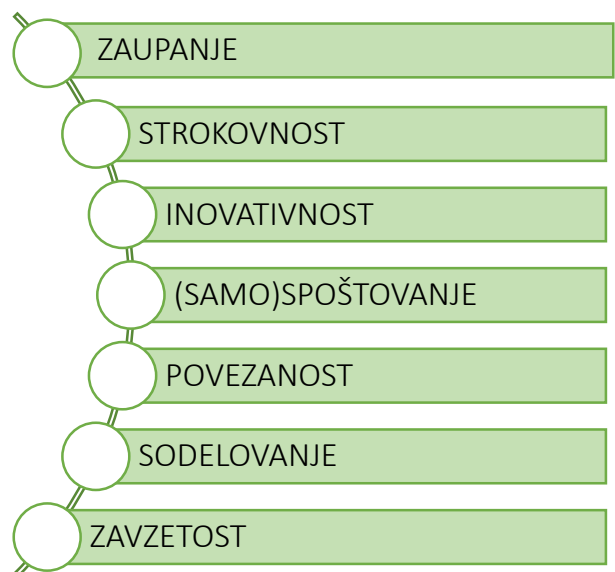 ZAUPANJE
STROKOVNOST
INOVATIVNOST
(SAMO)SPOŠTOVANJE
POVEZANOST
SODELOVANJE
ZAVZETOST